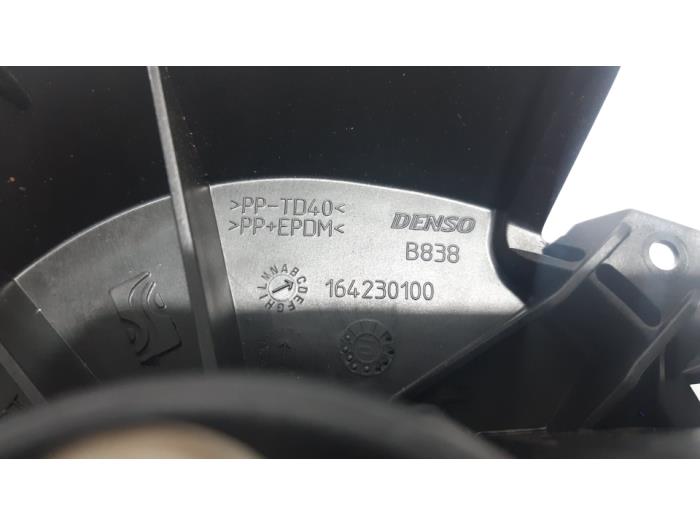 >PP-TD40<
>PP+EPDM<
DENSO
B838
164230100